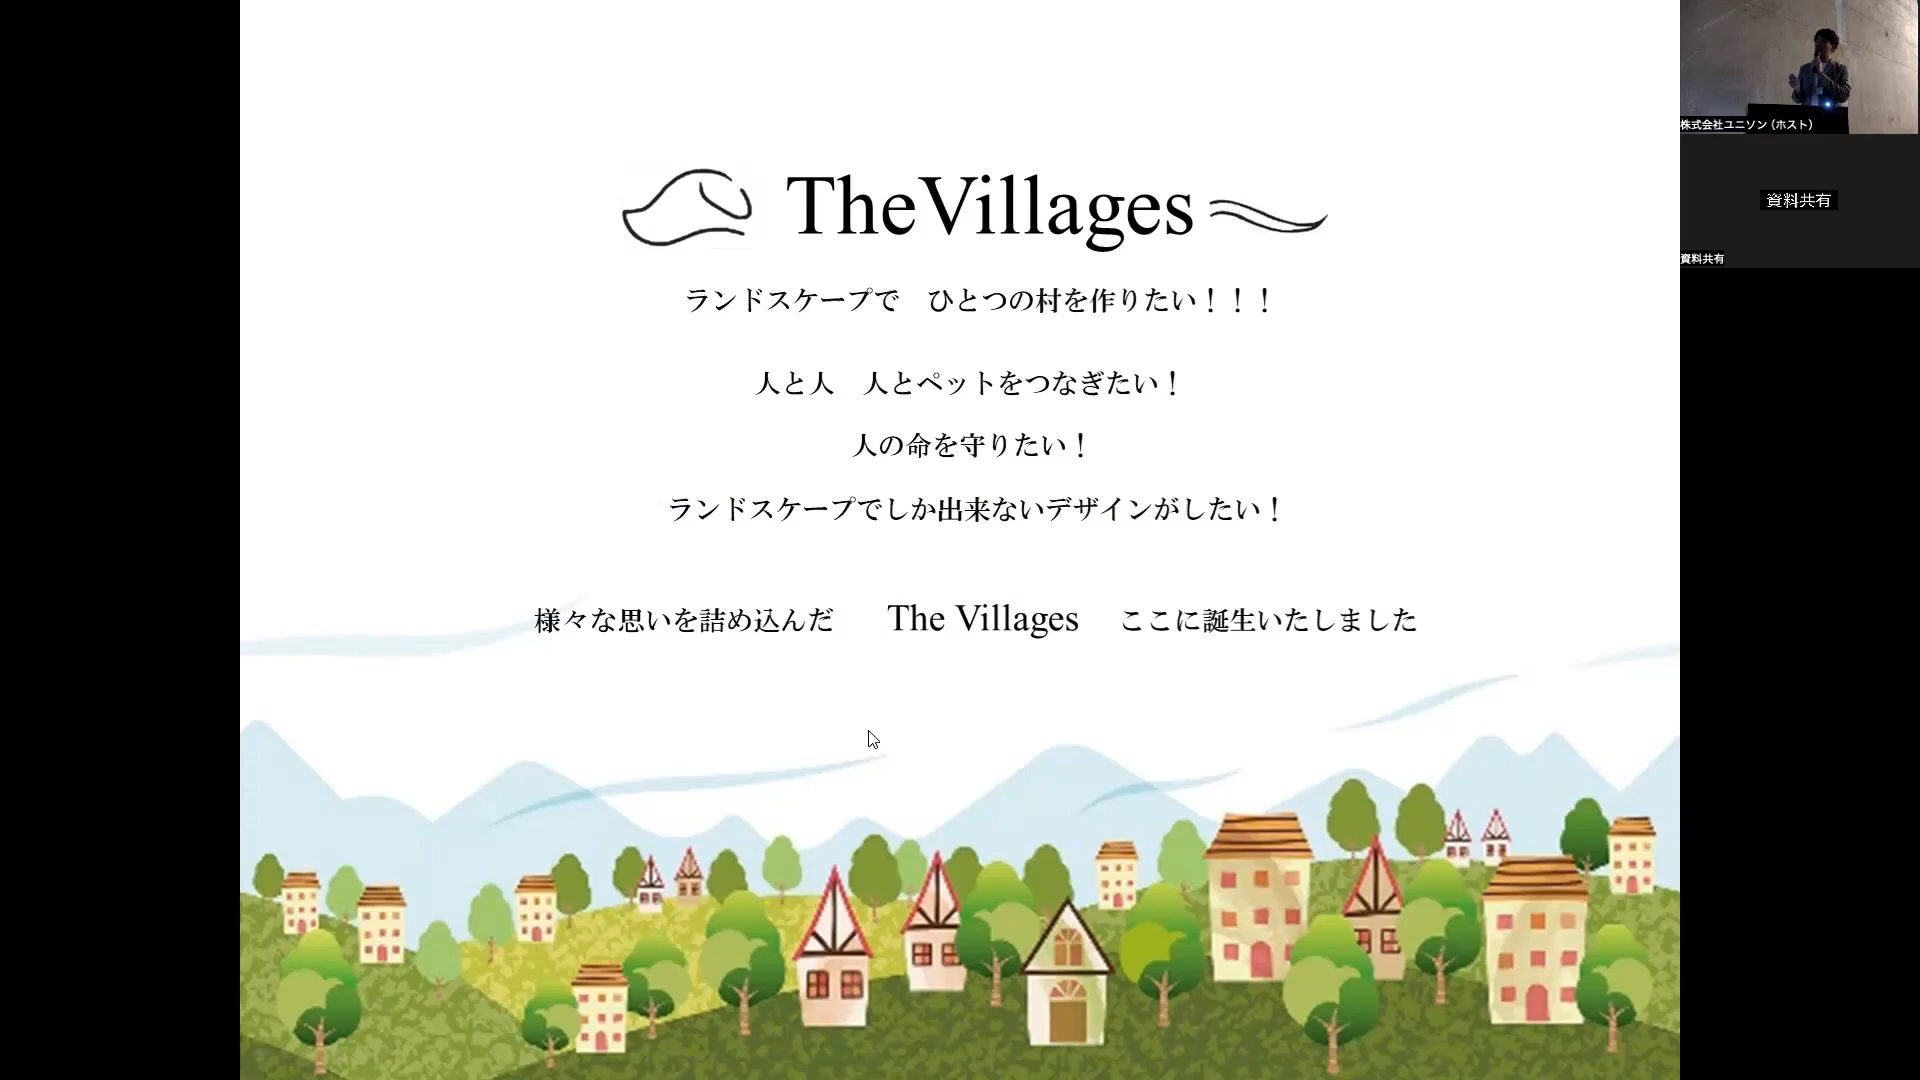 TheVillages
ランドスケープで　ひとつの村を作りたい！！！
人と人　人とペットをつなぎたい！
人の命を守りたい！
ランドスケープでしか出来ないデザインがしたい！
様々な思いを詰め込んだ　The Villages　ここに誕生いたしました
株式会社ユニソン (ホスト)
資料共有
資料共有